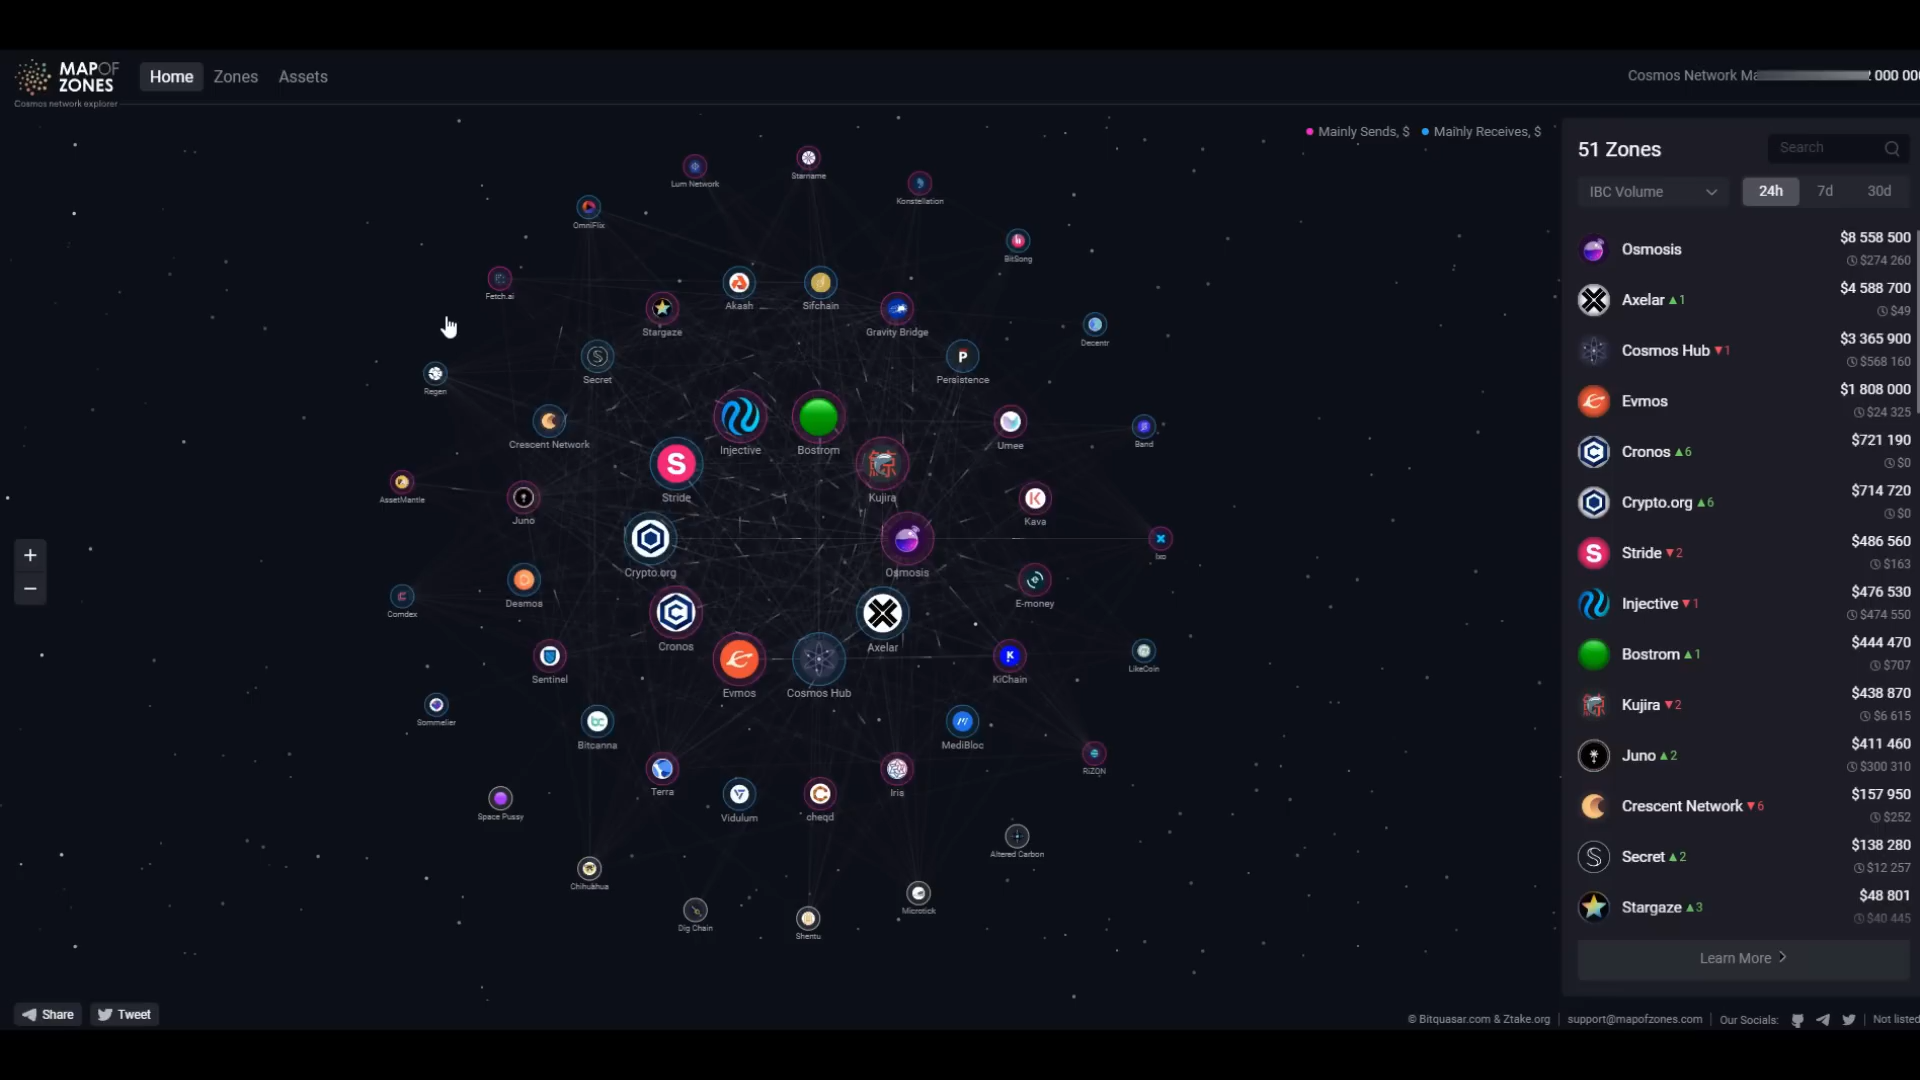 MAPOF ZONES
Cosmos network explorer
Home
Zones
Assets
Cosmos Network
000
Mainly Sends, $
Mainly Receives, $
Lum Network
Starname
Konstellation
OmniFlix
BitSong
Fetch.ai
Akash
Sifchain
Stargaze
Gravity Bridge
Decentr
Secret
Persistence
Regen
Crescent Network
Injective
Bostrom
Umee
Band
AssetMantle
Juno
Stride
Kujira
Kava
Crypto.org
Osmosis
Ixo
Desmos
E-money
Comdex
Cronos
Axelar
Sentinel
Evmos
Cosmos Hub
KiChain
LikeCoin
Sommelier
Bitcanna
MediBloc
RIZON
Terra
Vidulum
cheqd
Iris
Space Pussy
Altered Carbon
Chihuahua
Dig Chain
Shentu
Microtick
+
−
51 Zones
Search
IBC Volume
24h
7d
30d
Osmosis
$8 558 500
$274 260
Axelar ▲1
$4 588 700
$49
Cosmos Hub ▼1
$3 365 900
$568 160
Evmos
$1 808 000
$24 325
Cronos ▲6
$721 190
$0
Crypto.org ▲6
$714 720
$0
Stride ▼2
$486 560
$163
Injective ▼1
$476 530
$474 550
Bostrom ▲1
$444 470
$707
Kujira ▼2
$438 870
$6 615
Juno ▲2
$411 460
$300 310
Crescent Network ▼6
$157 950
$252
Secret ▲2
$138 280
$12 257
Stargaze ▲3
$48 801
$40 445
Learn More >
Share
Tweet
© Bitquasar.com & Ztake.org
support@mapofzones.com
Our Socials:
Not listed